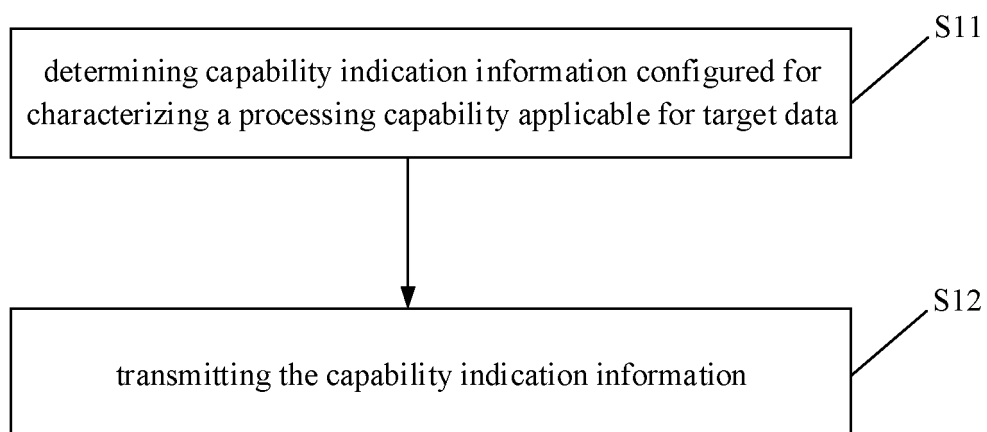 S11
determining capability indication information configured for
characterizing a processing capability applicable for target data
S12
transmitting the capability indication information